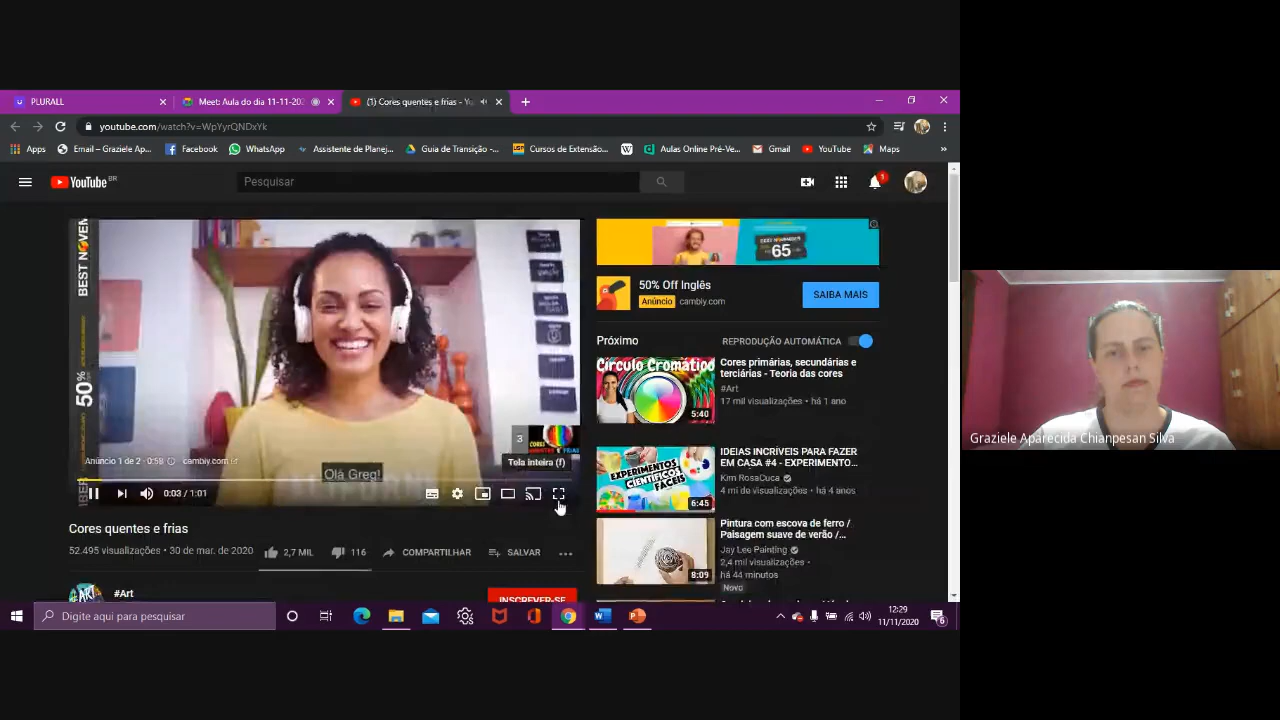 PLURALL
Meet: Aula do dia 11-11-202
(1) Cores quentes e frias - Yo
youtube.com/watch?v=WpYyrQNDxYk
Apps
Email – Graziele Ap...
Facebook
WhatsApp
Assistente de Planej...
Guia de Transição -...
Cursos de Extensão...
Aulas Online Pré-Ve...
Gmail
YouTube
Maps
»
YouTube BR
Pesquisar
1
BEST NOVEM
50%
65
50% Off Inglês
Anúncio cambly.com
SAIBA MAIS
Próximo
REPRODUÇÃO AUTOMÁTICA
Círculo Cromático
5:40
Cores primárias, secundárias e
terciárias - Teoria das cores
#Art
17 mil visualizações • há 1 ano
EXPERIMENTOS
CIENTÍFICOS
FÁCEIS
6:45
IDEIAS INCRÍVEIS PARA FAZER
EM CASA #4 - EXPERIMENTO...
Kim RosaCuca
4 mi de visualizações • há 4 anos
8:09
Pintura com escova de ferro /
Paisagem suave de verão /...
Jay Lee Painting
2,4 mil visualizações •
há 44 minutos
Novo
3
Tela inteira (f)
Anúncio 1 de 2 · 0:58
cambly.com
Olá Greg!
0:03 / 1:01
Cores quentes e frias
52.495 visualizações • 30 de mar. de 2020
2,7 MIL
116
COMPARTILHAR
SALVAR
#Art
INSCREVER-SE
Digite aqui para pesquisar
12:29
11/11/2020
6
Graziele Aparecida Chianpesan Silva